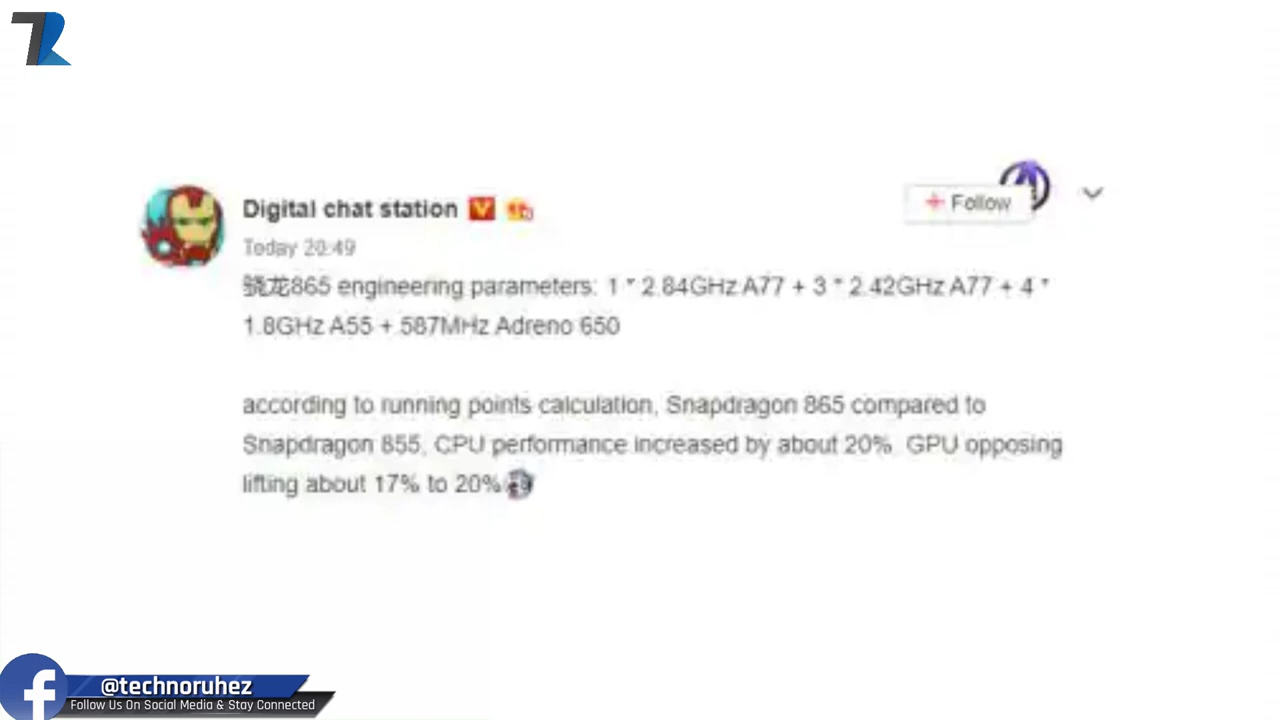 TR
Digital chat station
Follow
Today 20:49
骁龙865 engineering parameters: 1 * 2.84GHz A77 + 3 * 2.42GHz A77 + 4 *
1.8GHz A55 + 587MHz Adreno 650
according to running points calculation, Snapdragon 865 compared to
Snapdragon 855, CPU performance increased by about 20%. GPU opposing
lifting about 17% to 20%
@technoruhez
Follow Us On Social Media & Stay Connected